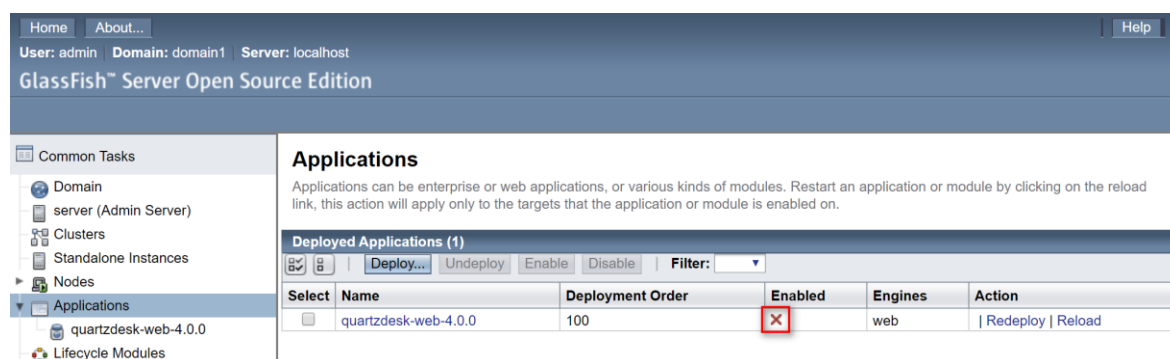 Home About... Help
User: admin Domain: domain1 Server: localhost
GlassFish™ Server Open Source Edition
Common Tasks
Domain
server (Admin Server)
Clusters
Standalone Instances
Nodes
Applications
quartzdesk-web-4.0.0
Lifecycle Modules
Applications
Applications can be enterprise or web applications, or various kinds of modules. Restart an application or module by clicking on the reload
link, this action will apply only to the targets that the application or module is enabled on.
Deployed Applications (1)
Deploy... Undeploy Enable Disable Filter:
Select Name Deployment Order Enabled Engines Action
quartzdesk-web-4.0.0 100 web | Redeploy | Reload